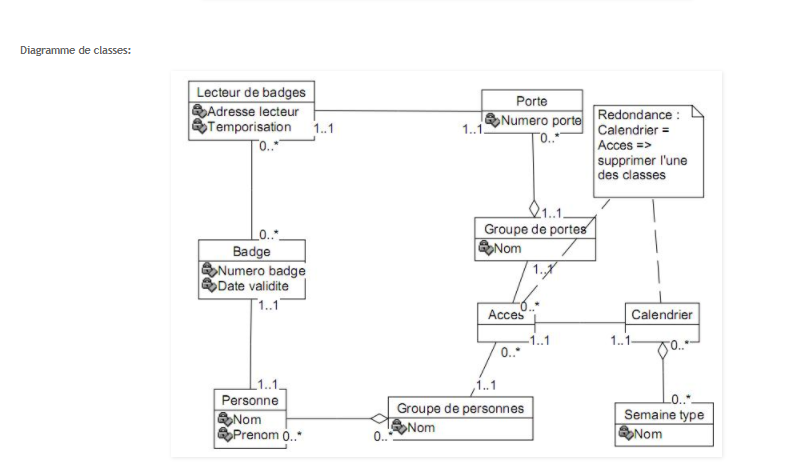 Diagramme de classes:
Lecteur de badges
Adresse lecteur
Temporisation
1..1
0..*
Porte
Numero porte
1..1
0..*
Redondance :
Calendrier =
Acces =>
supprimer l'une
des classes
1..1
Groupe de portes
Nom
1..1
0..*
Badge
Numero badge
Date validite
1..1
0..*
Acces
1..1
0..*
Calendrier
1..1
0..*
1..1
Personne
Nom
Prenom
0..*
1..1
Groupe de personnes
Nom
0..*
0..*
Semaine type
Nom